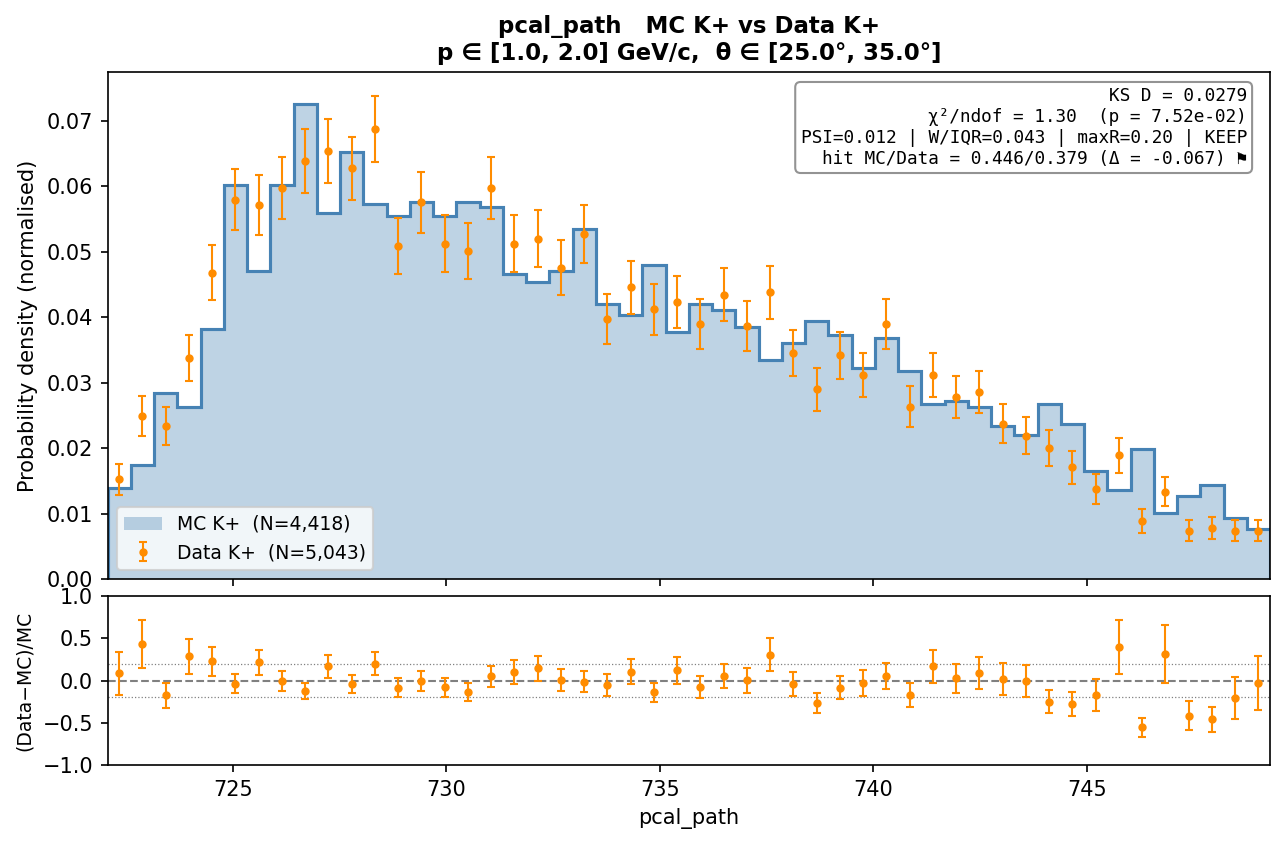 pcal_path   MC K+ vs Data K+
p ∈ [1.0, 2.0] GeV/c,  θ ∈ [25.0°, 35.0°]
KS D = 0.0279
χ²/ndof = 1.30  (p = 7.52e-02)
PSI=0.012 | W/IQR=0.043 | maxR=0.20 | KEEP
hit MC/Data = 0.446/0.379 (Δ = -0.067) ⚑
Probability density (normalised)
0.07
0.06
0.05
0.04
0.03
0.02
0.01
0.00
MC K+  (N=4,418)
Data K+  (N=5,043)
(Data−MC)/MC
1.0
0.5
0.0
−0.5
−1.0
725
730
735
740
745
pcal_path